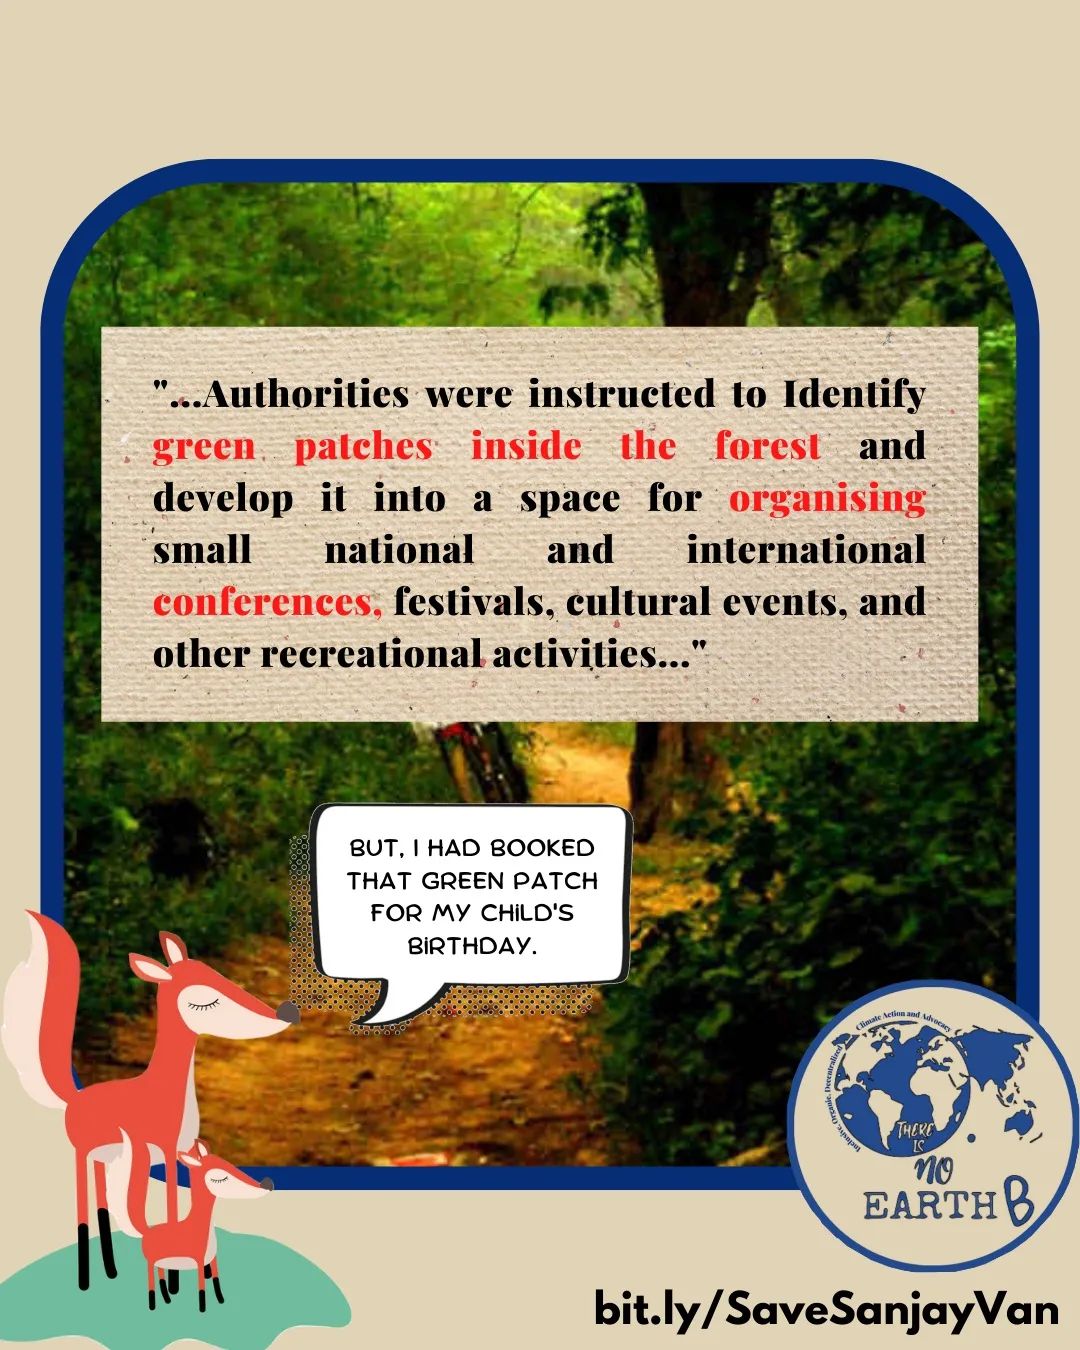 "...Authorities were instructed to Identify
green patches inside the forest and
develop it into a space for organising
small national and international
conferences, festivals, cultural events, and
other recreational activities..."
BUT, I HAD BOOKED
THAT GREEN PATCH
FOR MY CHILD'S
BIRTHDAY.
Inclusive, Organic, Decentralized Climate Action and Advocacy
THERE
IS
NO
EARTH B
bit.ly/SaveSanjayVan